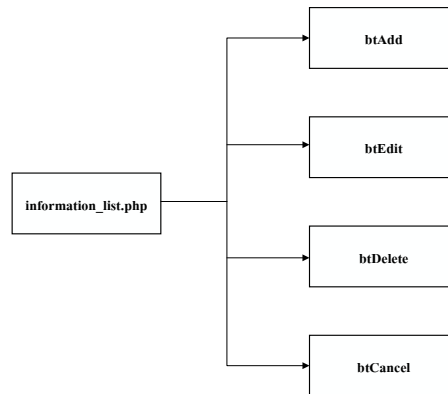 btAdd
btEdit
information_list.php
btDelete
btCancel